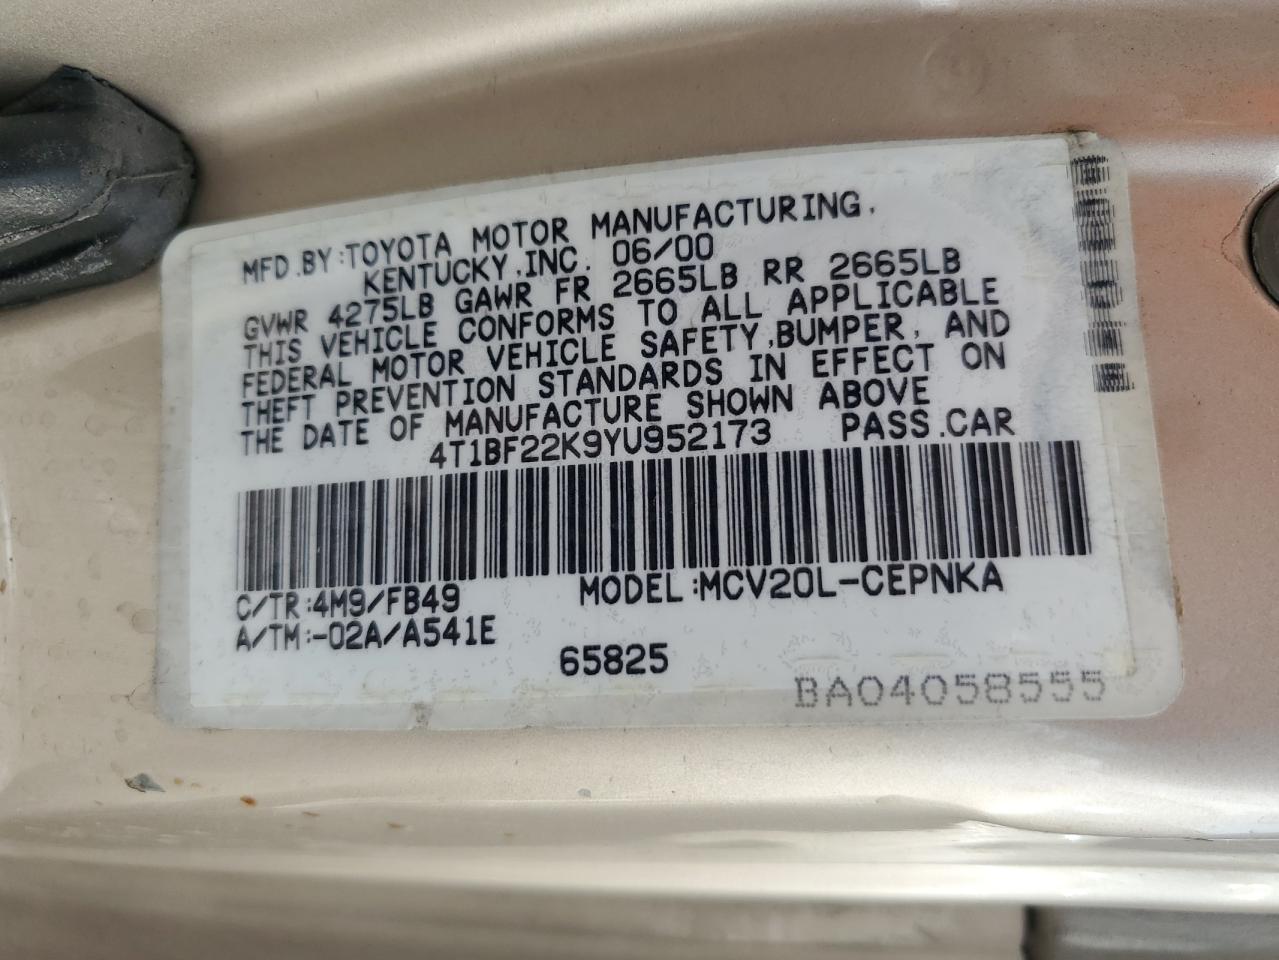 MFD.BY:TOYOTA MOTOR MANUFACTURING,
KENTUCKY,INC. 06/00
GVWR 4275LB GAWR FR 2665LB RR 2665LB
THIS VEHICLE CONFORMS TO ALL APPLICABLE
FEDERAL MOTOR VEHICLE SAFETY,BUMPER, AND
THEFT PREVENTION STANDARDS IN EFFECT ON
THE DATE OF MANUFACTURE SHOWN ABOVE
4T1BF22K9YU952173 PASS.CAR
C/TR:4M9/FB49 MODEL:MCV20L-CEPNKA
A/TM:-02A/A541E
65825
BA04058555